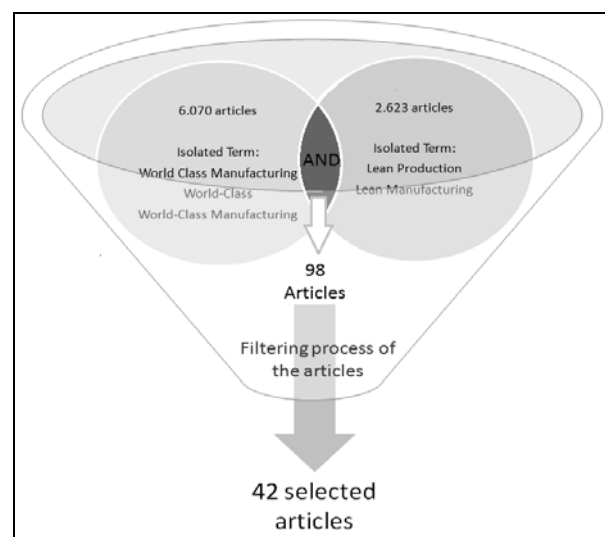 6.070 articles
Isolated Term:
World Class Manufacturing
World-Class
World-Class Manufacturing
AND
2.623 articles
Isolated Term:
Lean Production
Lean Manufacturing
98
Articles
Filtering process of
the articles
42 selected
articles